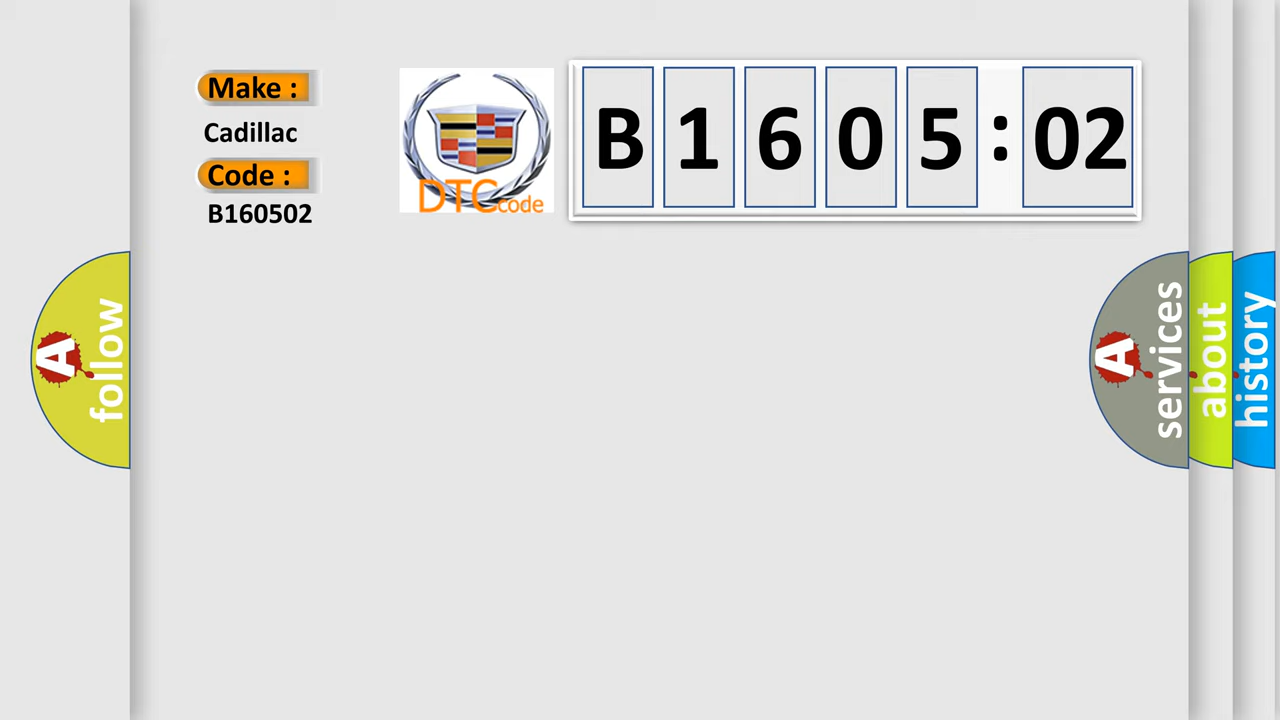 Make :
Cadillac
Code :
B160502
DTCcode
B 1 6 0 5 : 02
A follow
A services
about
history